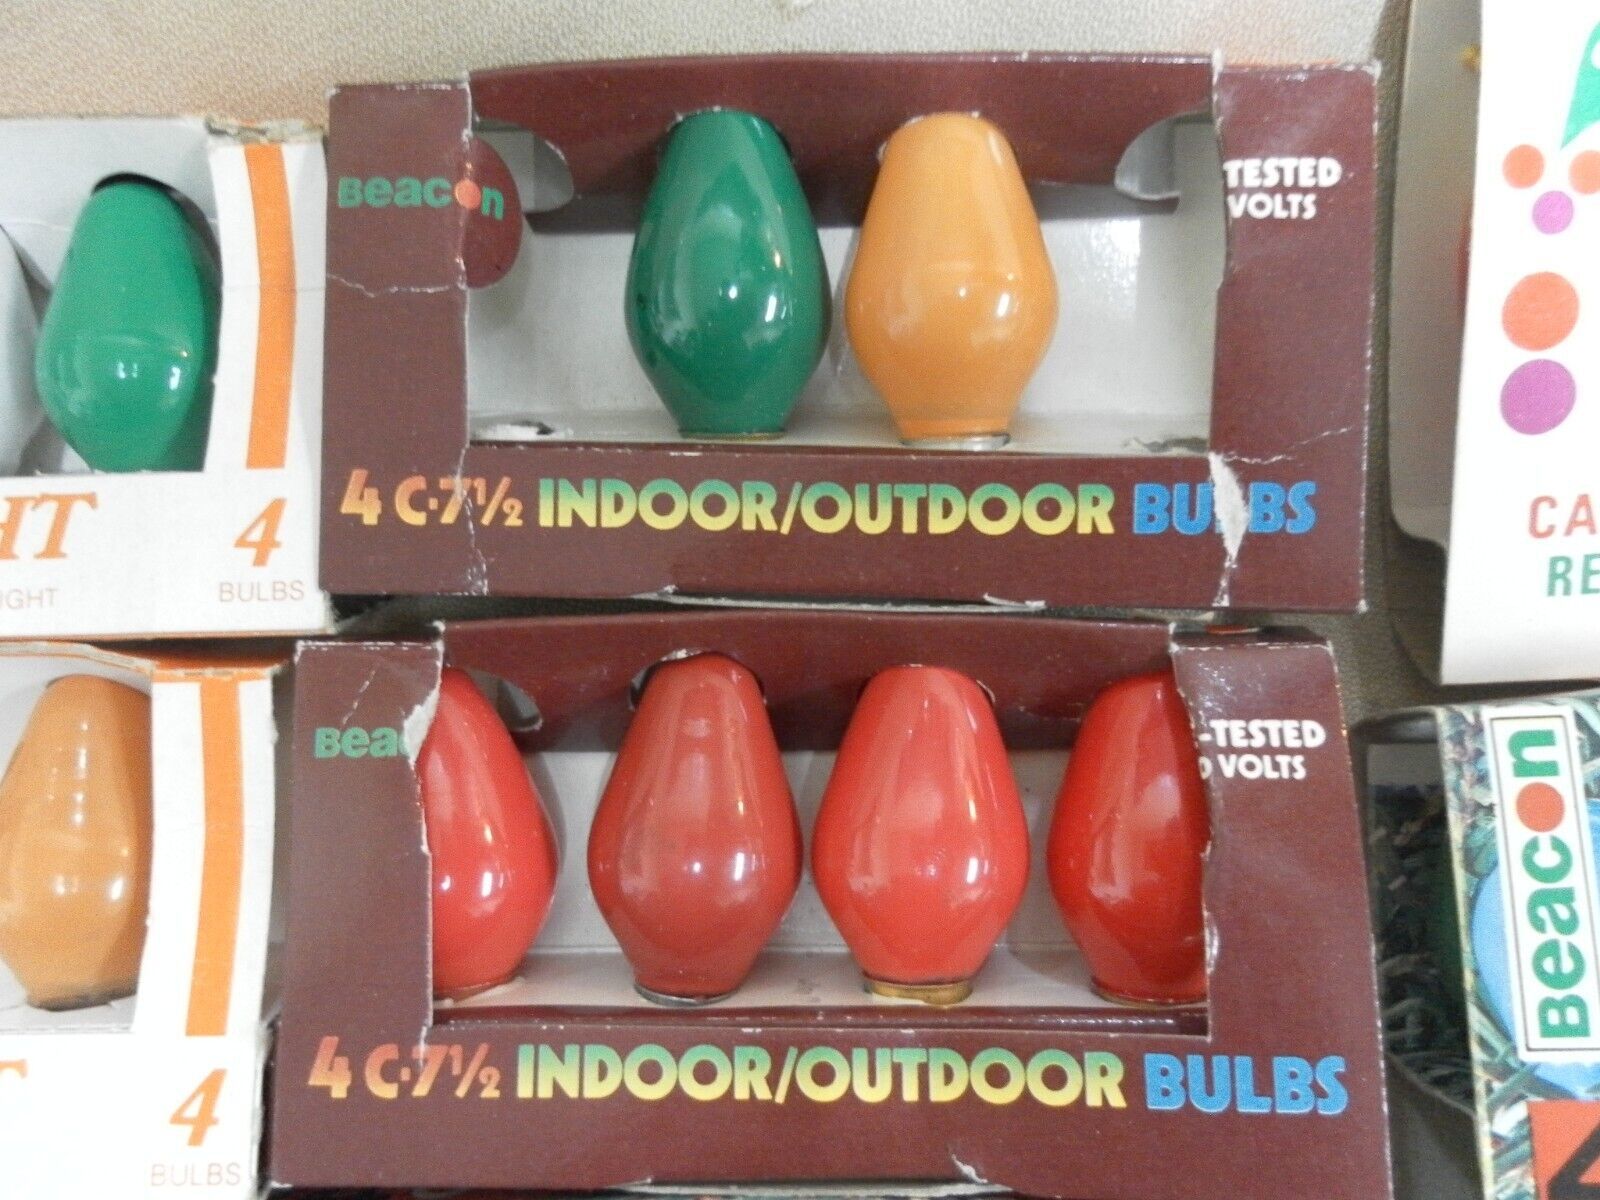 Beacon
TESTED
VOLTS
4 C·7½ INDOOR/OUTDOOR BULBS
HT
IGHT
4
BULBS
CA
RE
Bea
-TESTED
VOLTS
4 C·7½ INDOOR/OUTDOOR BULBS
T
4
BULBS
Beacon
4